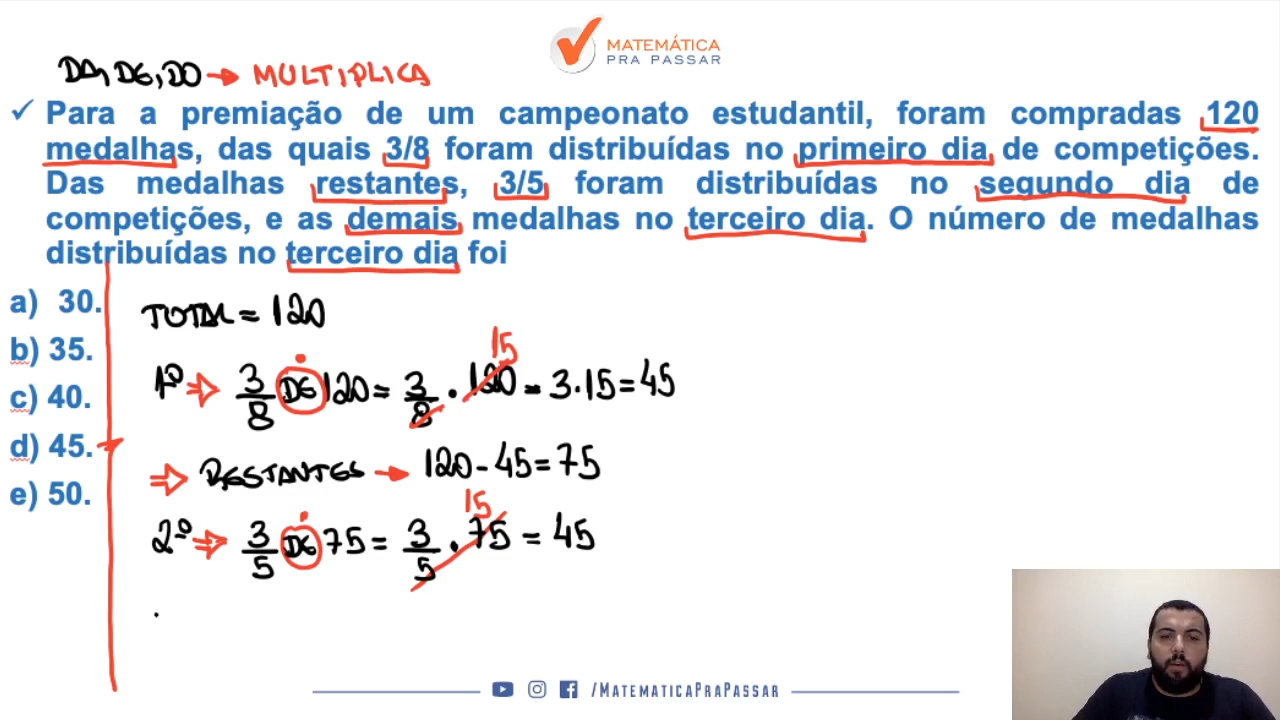 MATEMÁTICA
PRA PASSAR
DA, DE, DO → MULTIPLICA
✓ Para a premiação de um campeonato estudantil, foram compradas 120
medalhas, das quais 3/8 foram distribuídas no primeiro dia de competições.
Das medalhas restantes, 3/5 foram distribuídas no segundo dia de
competições, e as demais medalhas no terceiro dia. O número de medalhas
distribuídas no terceiro dia foi
a) 30.
b) 35.
c) 40.
d) 45.
e) 50.
TOTAL = 120
1º ⇒ 3/8 DE 120 = 3/8 · 120 = 3·15 = 45
15
⇒ RESTANTES → 120 - 45 = 75
2º ⇒ 3/5 DE 75 = 3/5 · 75 = 45
15
/MATEMATICAPRAPASSAR